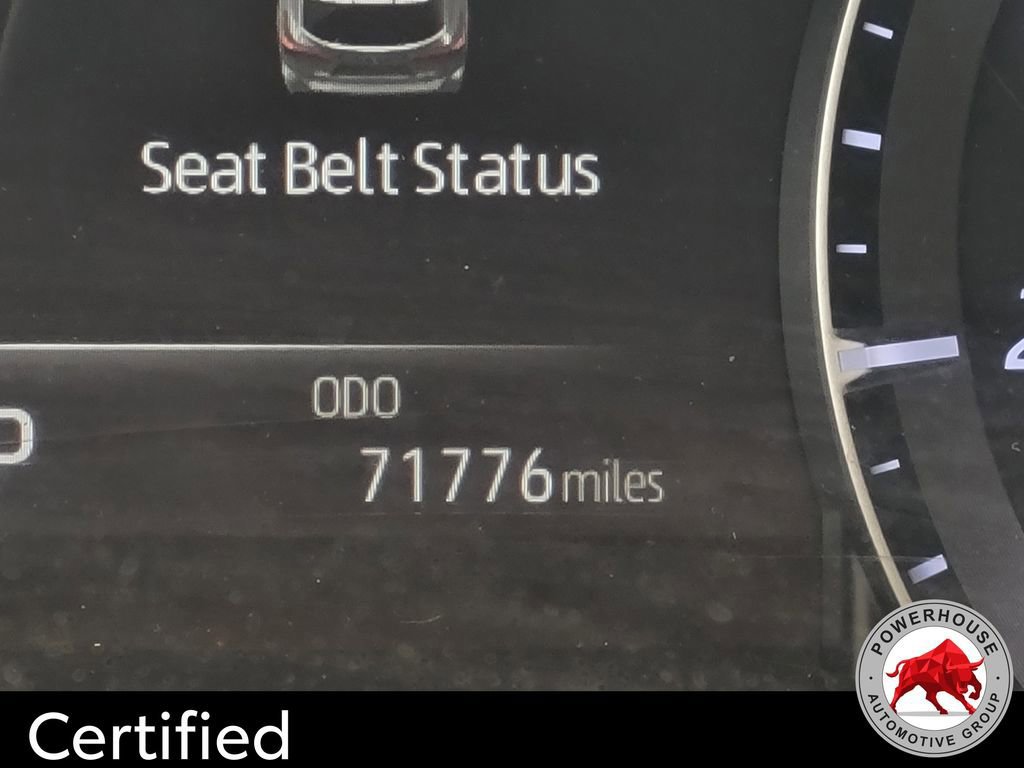 Seat Belt Status
ODO
71776 miles
Certified
POWERHOUSE
AUTOMOTIVE GROUP